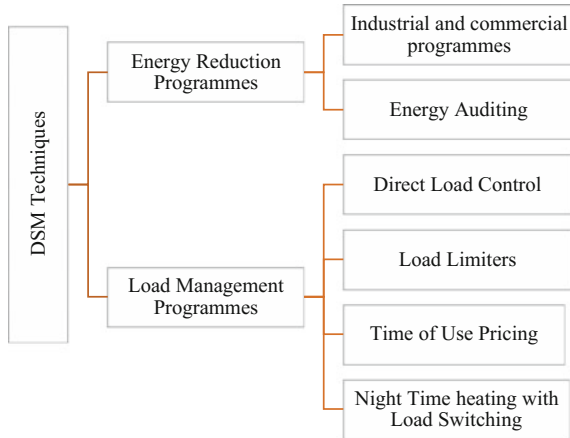 DSM Techniques
Energy Reduction
Programmes
Industrial and commercial
programmes
Energy Auditing
Load Management
Programmes
Direct Load Control
Load Limiters
Time of Use Pricing
Night Time heating with
Load Switching